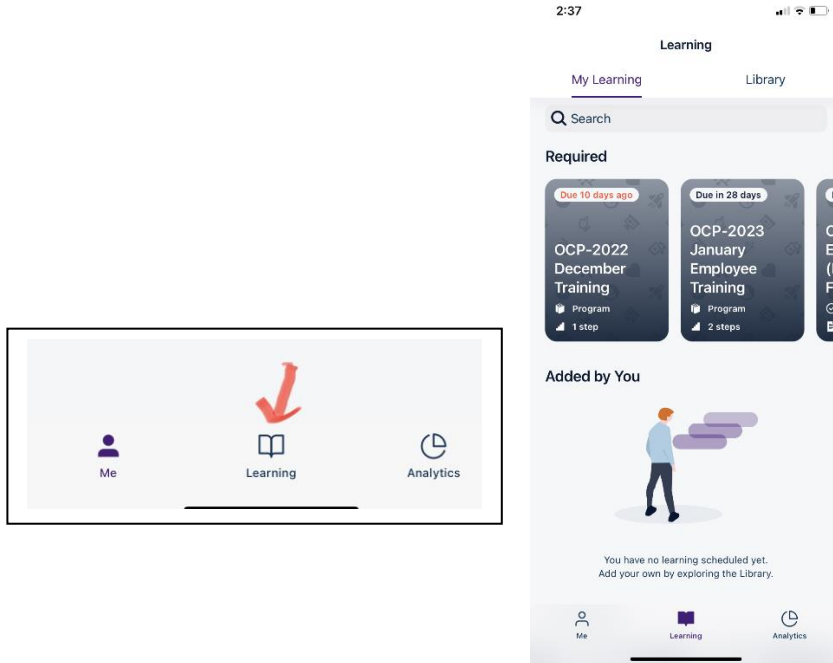 Me
Learning
Analytics
2:37
Learning
My Learning
Library
Search
Required
Due 10 days ago
OCP-2022
December
Training
Program
1 step
Due in 28 days
OCP-2023
January
Employee
Training
Program
2 steps
Added by You
You have no learning scheduled yet.
Add your own by exploring the Library.
Me
Learning
Analytics